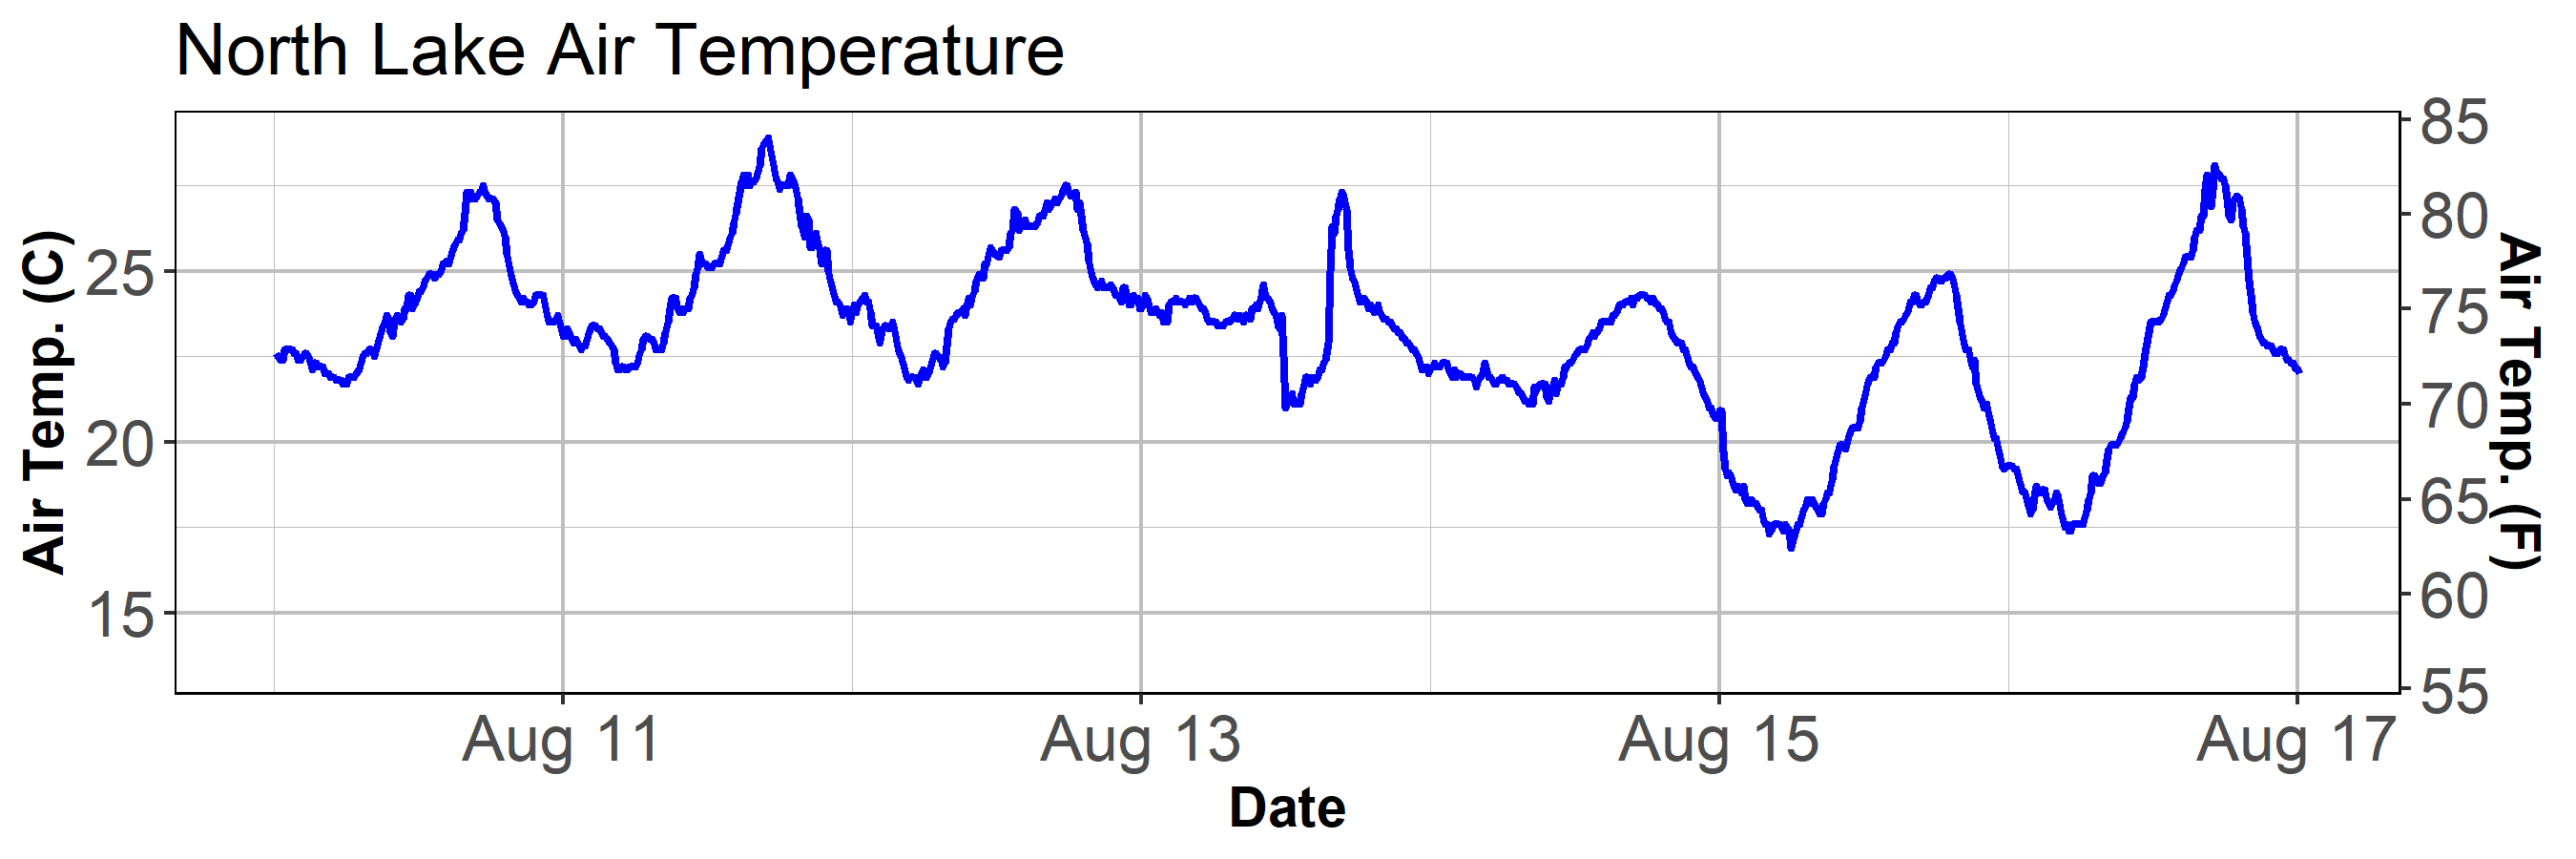 North Lake Air Temperature
Air Temp. (C)
25
20
15
85
80
75
70
65
60
55
Air Temp. (F)
Aug 11
Aug 13
Aug 15
Aug 17
Date